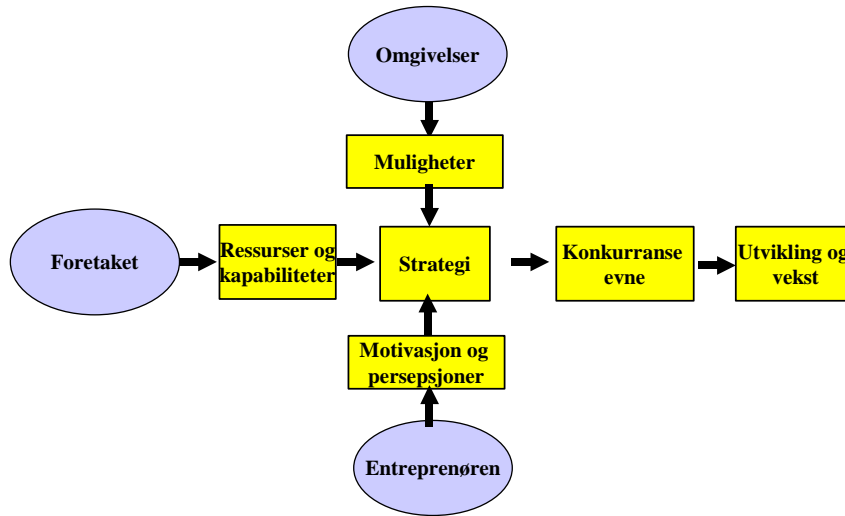 Omgivelser
Muligheter
Foretaket
Ressurser og
kapabiliteter
Strategi
Konkurranse
evne
Utvikling og
vekst
Motivasjon og
persepsjoner
Entreprenøren